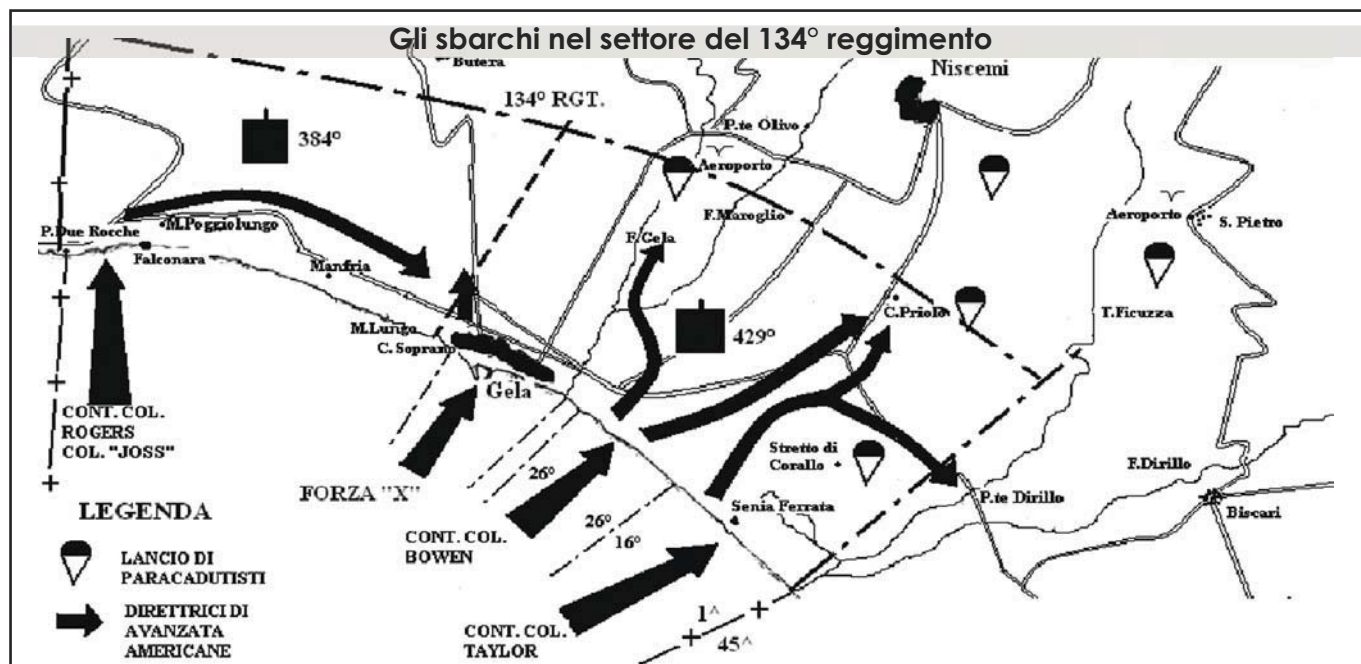 Gli sbarchi nel settore del 134° reggimento
Butera
Niscemi
134° RGT.
P.te Olivo
384°
Aeroporto
F.Maroglio
Aeroporto
S. Pietro
P.Due Rocche
M.Poggiolungo
Falconara
F.Gela
Manfria
C.Priolo
T.Ficuzza
M.Lungo
C. Soprano
429°
Gela
CONT. COL.
ROGERS
COL. "JOSS"
Stretto di
Corallo
F.Dirillo
26°
FORZA "X"
P.te Dirillo
Senia Ferrata
Biscari
CONT. COL.
BOWEN
26°
16°
LEGENDA
LANCIO DI
PARACADUTISTI
DIRETTRICI DI
AVANZATA
AMERICANE
CONT. COL.
TAYLOR
1^
45^